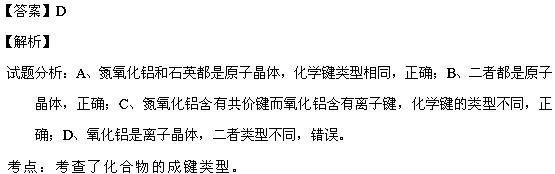 【答案】D
【解析】
试题分析：A、氮氧化铝和石英都是原子晶体，化学键类型相同，正确；B、二者都是原子
晶体，正确；C、氮氧化铝含有共价键而氧化铝含有离子键，化学键的类型不同，正
确；D、氧化铝是离子晶体，二者类型不同，错误。
考点：考查了化合物的成键类型。